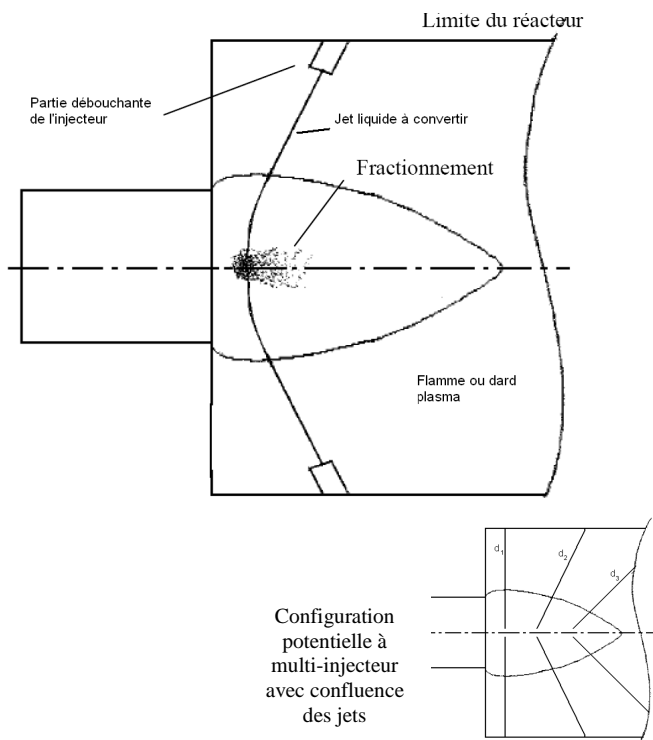 Limite du réacteur
Partie débouchante
de l'injecteur
Jet liquide à convertir
Fractionnement
Flamme ou dard
plasma
d1
d2
d3
Configuration
potentielle à
multi-injecteur
avec confluence
des jets